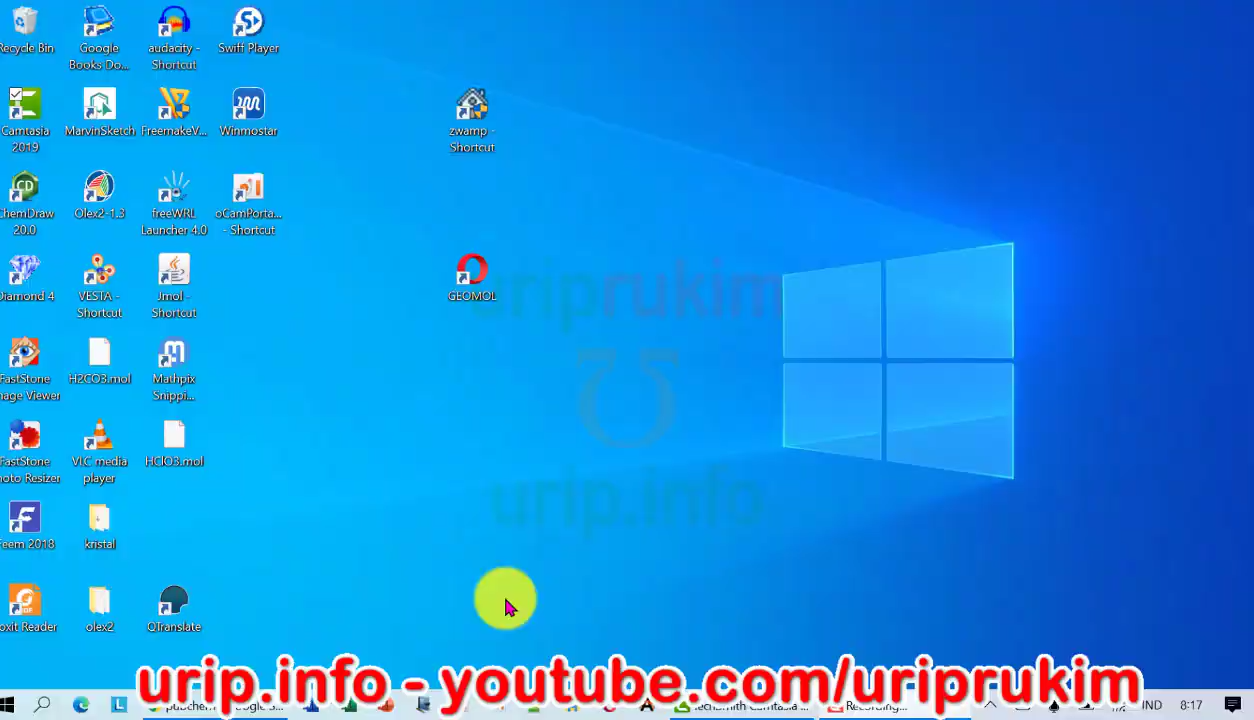 Recycle Bin
Google
Books Do...
audacity -
Shortcut
Swiff Player
Camtasia
2019
MarvinSketch
FreemakeV...
Winmostar
zwamp -
Shortcut
ChemDraw
20.0
Olex2-1.3
freeWRL
Launcher 4.0
oCamPorta...
- Shortcut
Diamond 4
VESTA -
Shortcut
Jmol -
Shortcut
GEOMOL
uriprukim
FastStone
mage Viewer
H2CO3.mol
Mathpix
Snippi...
FastStone
hoto Resizer
VLC media
player
HClO3.mol
urip.info
Feem 2018
kristal
oxit Reader
olex2
QTranslate
urip.info - youtube.com/uriprukim
IND
8:17